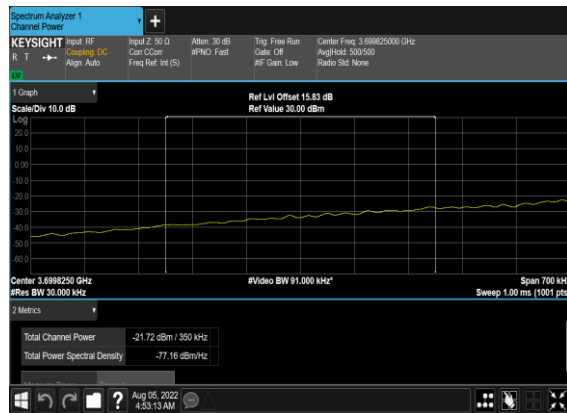 Spectrum Analyzer 1
Channel Power
+
KEYSIGHT
R T
Input: RF
Coupling: DC
Align: Auto
Input Z: 50 Ω
Corr CCorr
Freq Ref: Int (S)
Atten: 30 dB
#PNO: Fast
Trig: Free Run
Gate: Off
#IF Gain: Low
Center Freq: 3.699825000 GHz
Avg|Hold: 500/500
Radio Std: None
1 Graph
Scale/Div 10.0 dB
Ref Lvl Offset 15.83 dB
Ref Value 30.00 dBm
Log
20.0
10.0
0.00
-10.0
-20.0
-30.0
-40.0
-50.0
-60.0
Center 3.6998250 GHz
#Video BW 91.000 kHz*
Span 700 kH
#Res BW 30.000 kHz
Sweep 1.00 ms (1001 pts
2 Metrics
Total Channel Power
-21.72 dBm / 350 kHz
Total Power Spectral Density
-77.16 dBm/Hz
?
Aug 05, 2022
4:53:13 AM